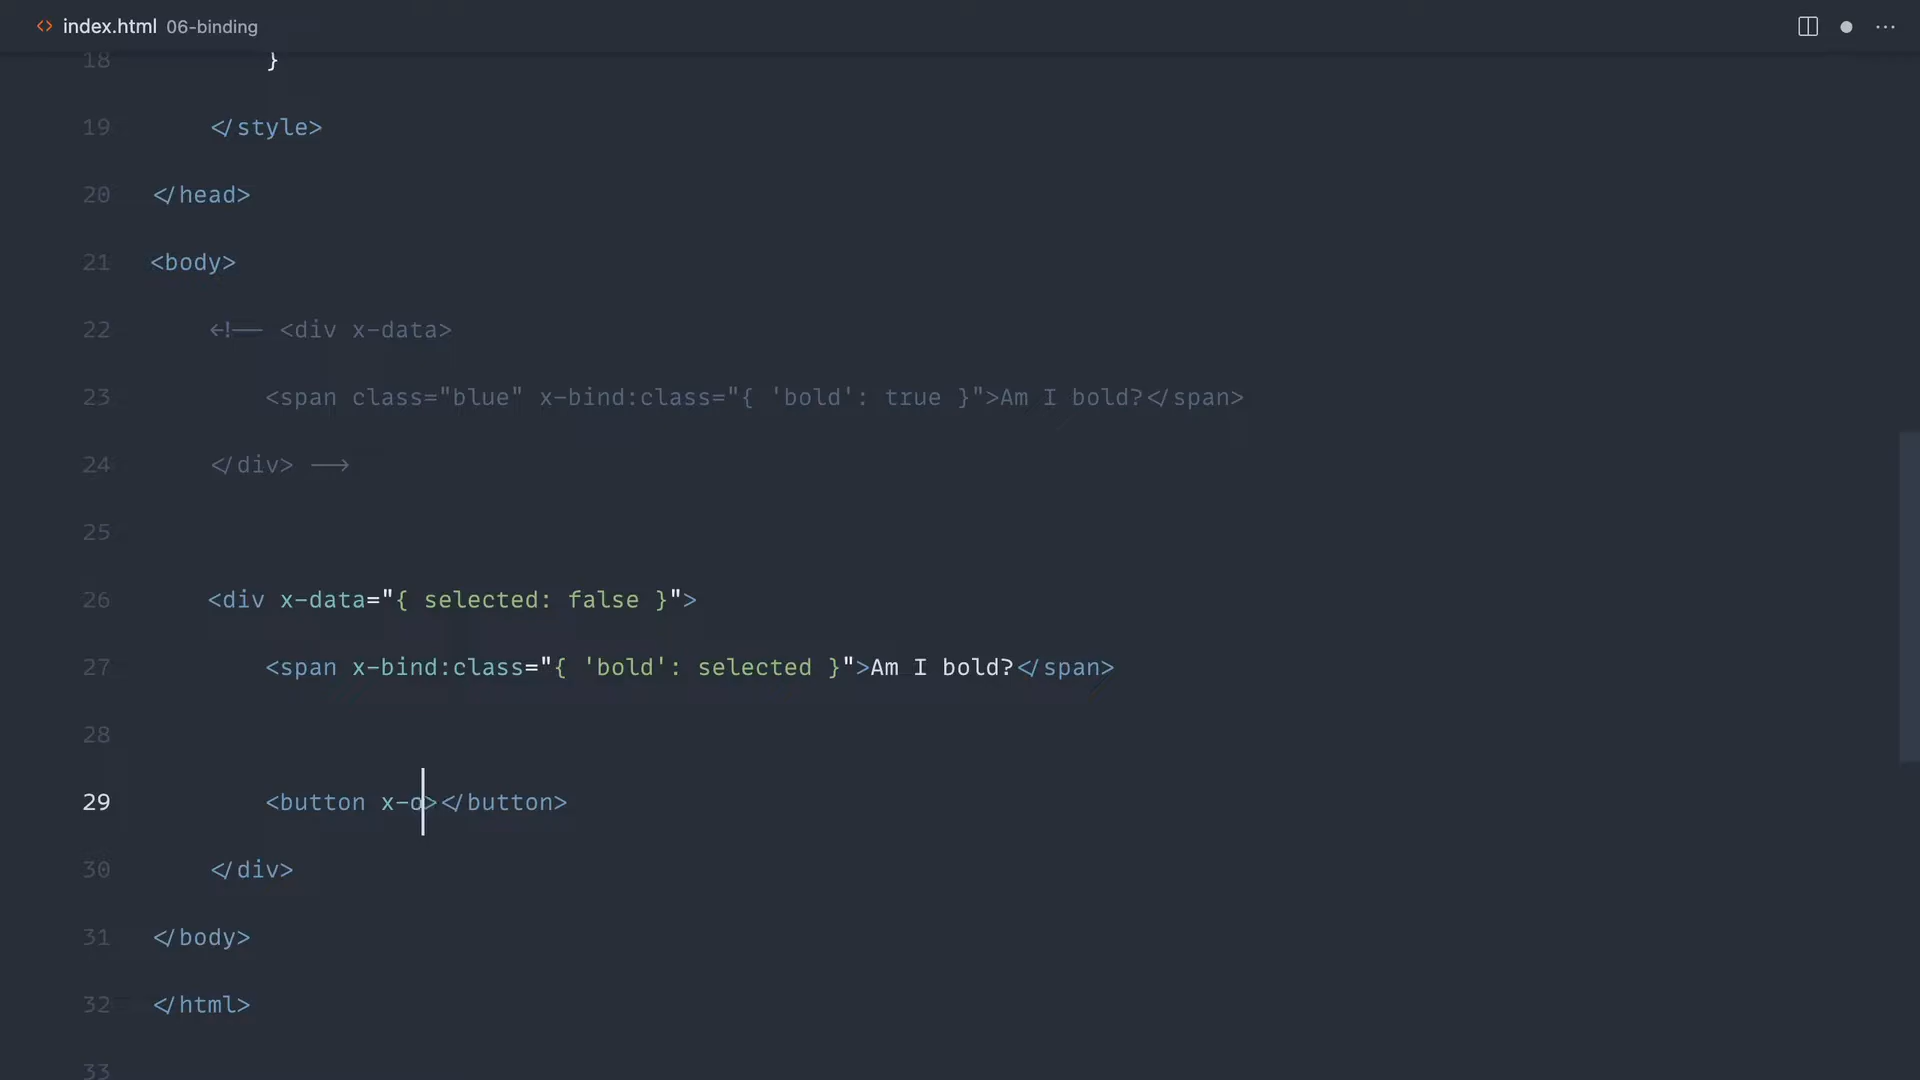 index.html 06-binding
18 }
19 </style>
20 </head>
21 <body>
22 <!-- <div x-data>
23 <span class="blue" x-bind:class="{ 'bold': true }">Am I bold?</span>
24 </div> -->
25
26 <div x-data="{ selected: false }">
27 <span x-bind:class="{ 'bold': selected }">Am I bold?</span>
28
29 <button x-o></button>
30 </div>
31 </body>
32 </html>
33